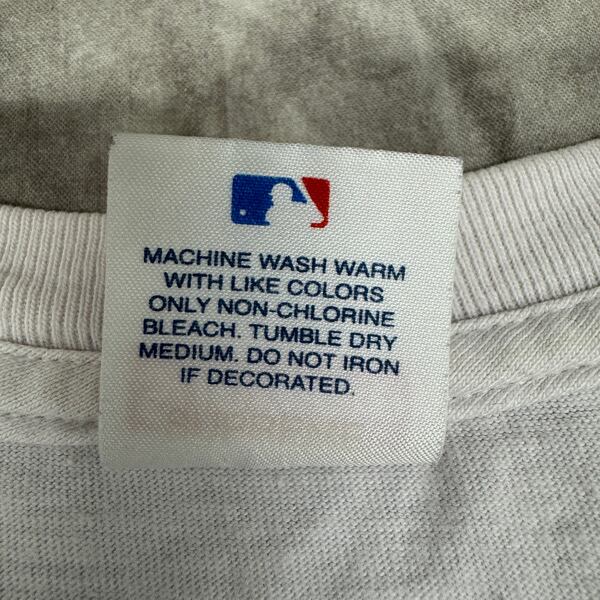 MACHINE WASH WARM
WITH LIKE COLORS
ONLY NON-CHLORINE
BLEACH. TUMBLE DRY
MEDIUM. DO NOT IRON
IF DECORATED.